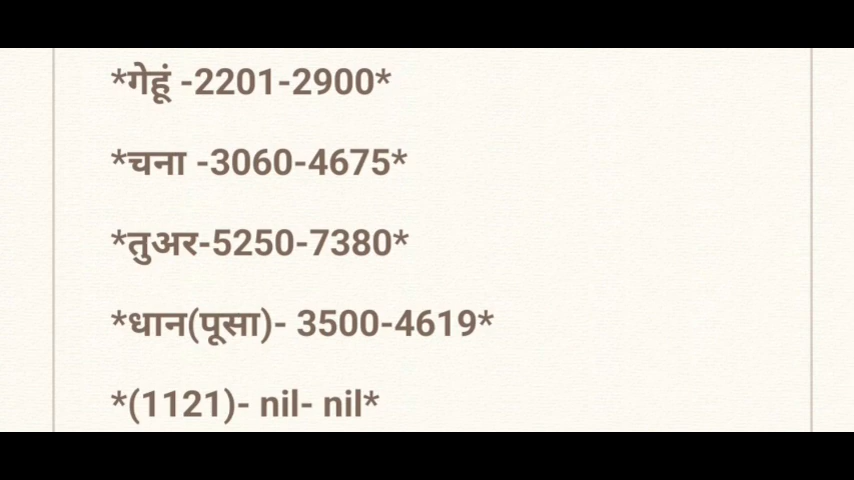 *गेहूं -2201-2900*
*चना -3060-4675*
*तुअर-5250-7380*
*धान(पूसा)- 3500-4619*
*(1121)- nil- nil*